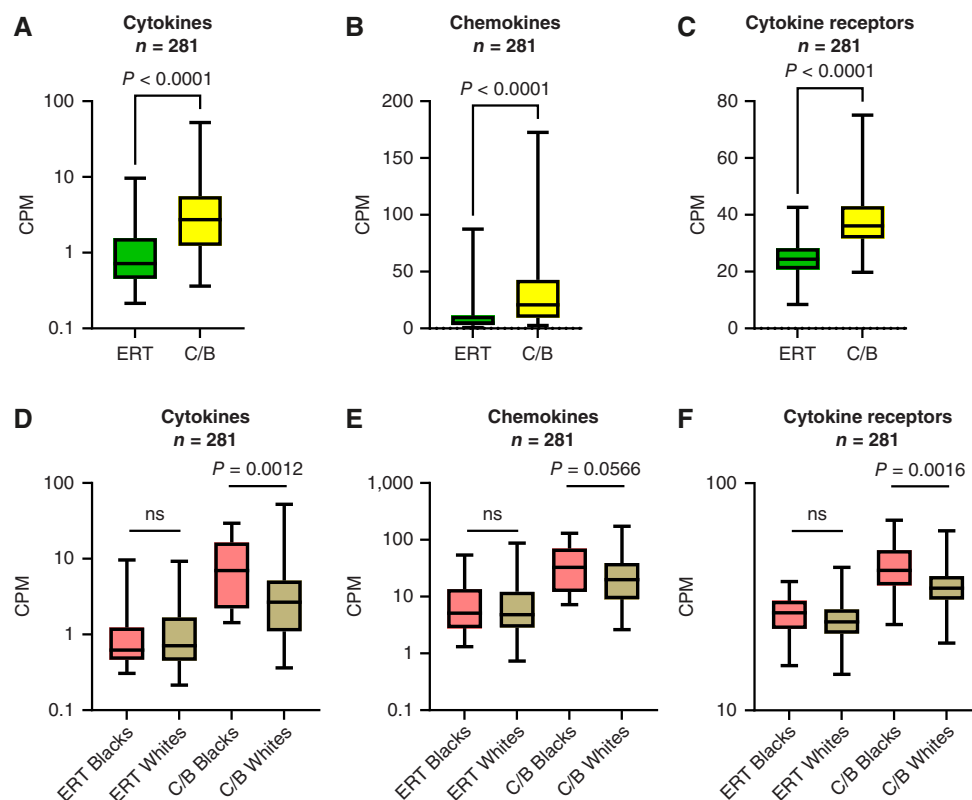 A
Cytokines
n = 281
P < 0.0001
CPM
100
10
1
0.1
ERT
C/B
B
Chemokines
n = 281
P < 0.0001
CPM
200
150
100
50
0
ERT
C/B
C
Cytokine receptors
n = 281
P < 0.0001
CPM
80
60
40
20
0
ERT
C/B
D
Cytokines
n = 281
P = 0.0012
ns
CPM
100
10
1
0.1
ERT Blacks
ERT Whites
C/B Blacks
C/B Whites
E
Chemokines
n = 281
P = 0.0566
ns
CPM
1,000
100
10
1
0.1
ERT Blacks
ERT Whites
C/B Blacks
C/B Whites
F
Cytokine receptors
n = 281
P = 0.0016
ns
CPM
100
10
ERT Blacks
ERT Whites
C/B Blacks
C/B Whites